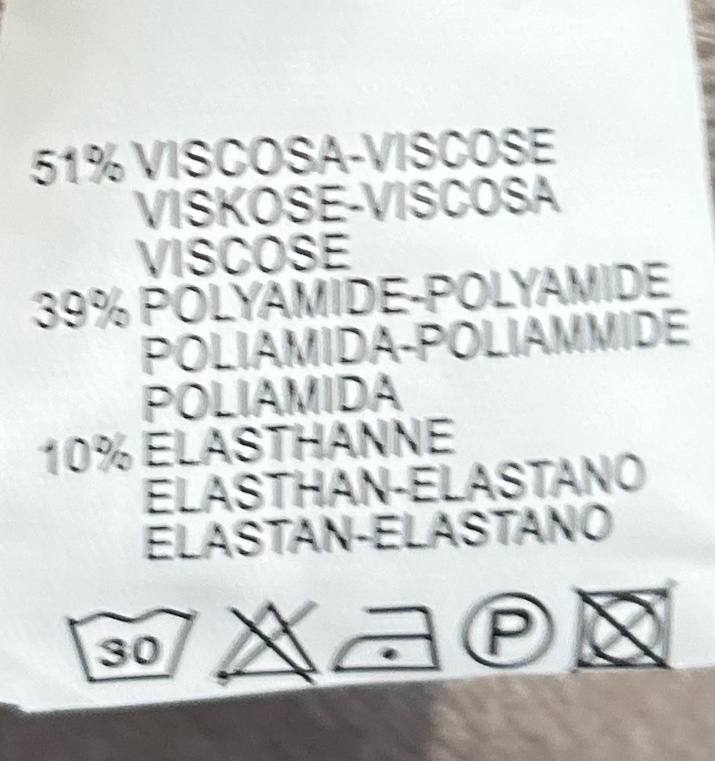 51% VISCOSA-VISCOSE
VISKOSE-VISCOSA
VISCOSE
39% POLYAMIDE-POLYAMIDE
POLIAMIDA-POLIAMMIDE
POLIAMIDA
10% ELASTHANNE
ELASTHAN-ELASTANO
ELASTAN-ELASTANO
30 P